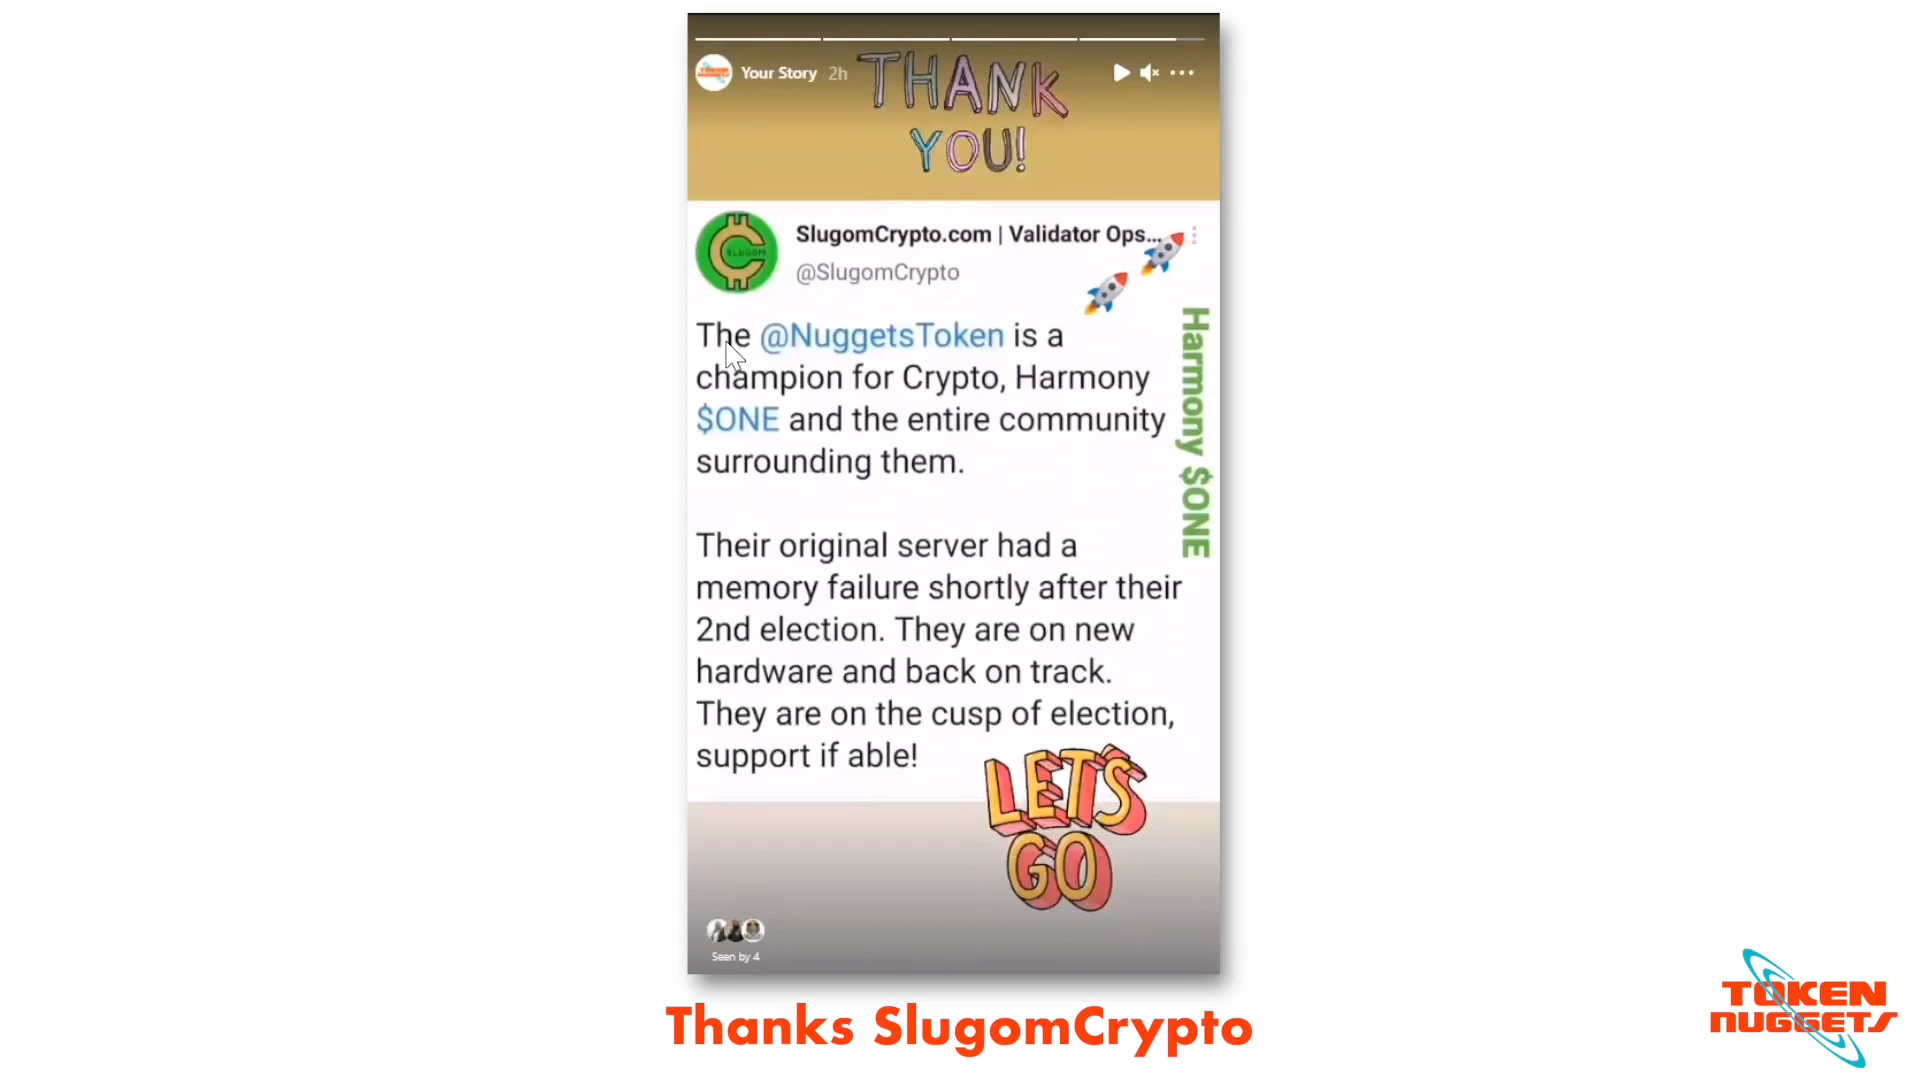 THANK
YOU!
Your Story 2h
SlugomCrypto.com | Validator Ops...
@SlugomCrypto
SLUGOM
The @NuggetsToken is a
champion for Crypto, Harmony
$ONE and the entire community
surrounding them.
Their original server had a
memory failure shortly after their
2nd election. They are on new
hardware and back on track.
They are on the cusp of election,
support if able!
Harmony $ONE
LET'S
GO
Seen by 4
Thanks SlugomCrypto
TOKEN
NUGGETS